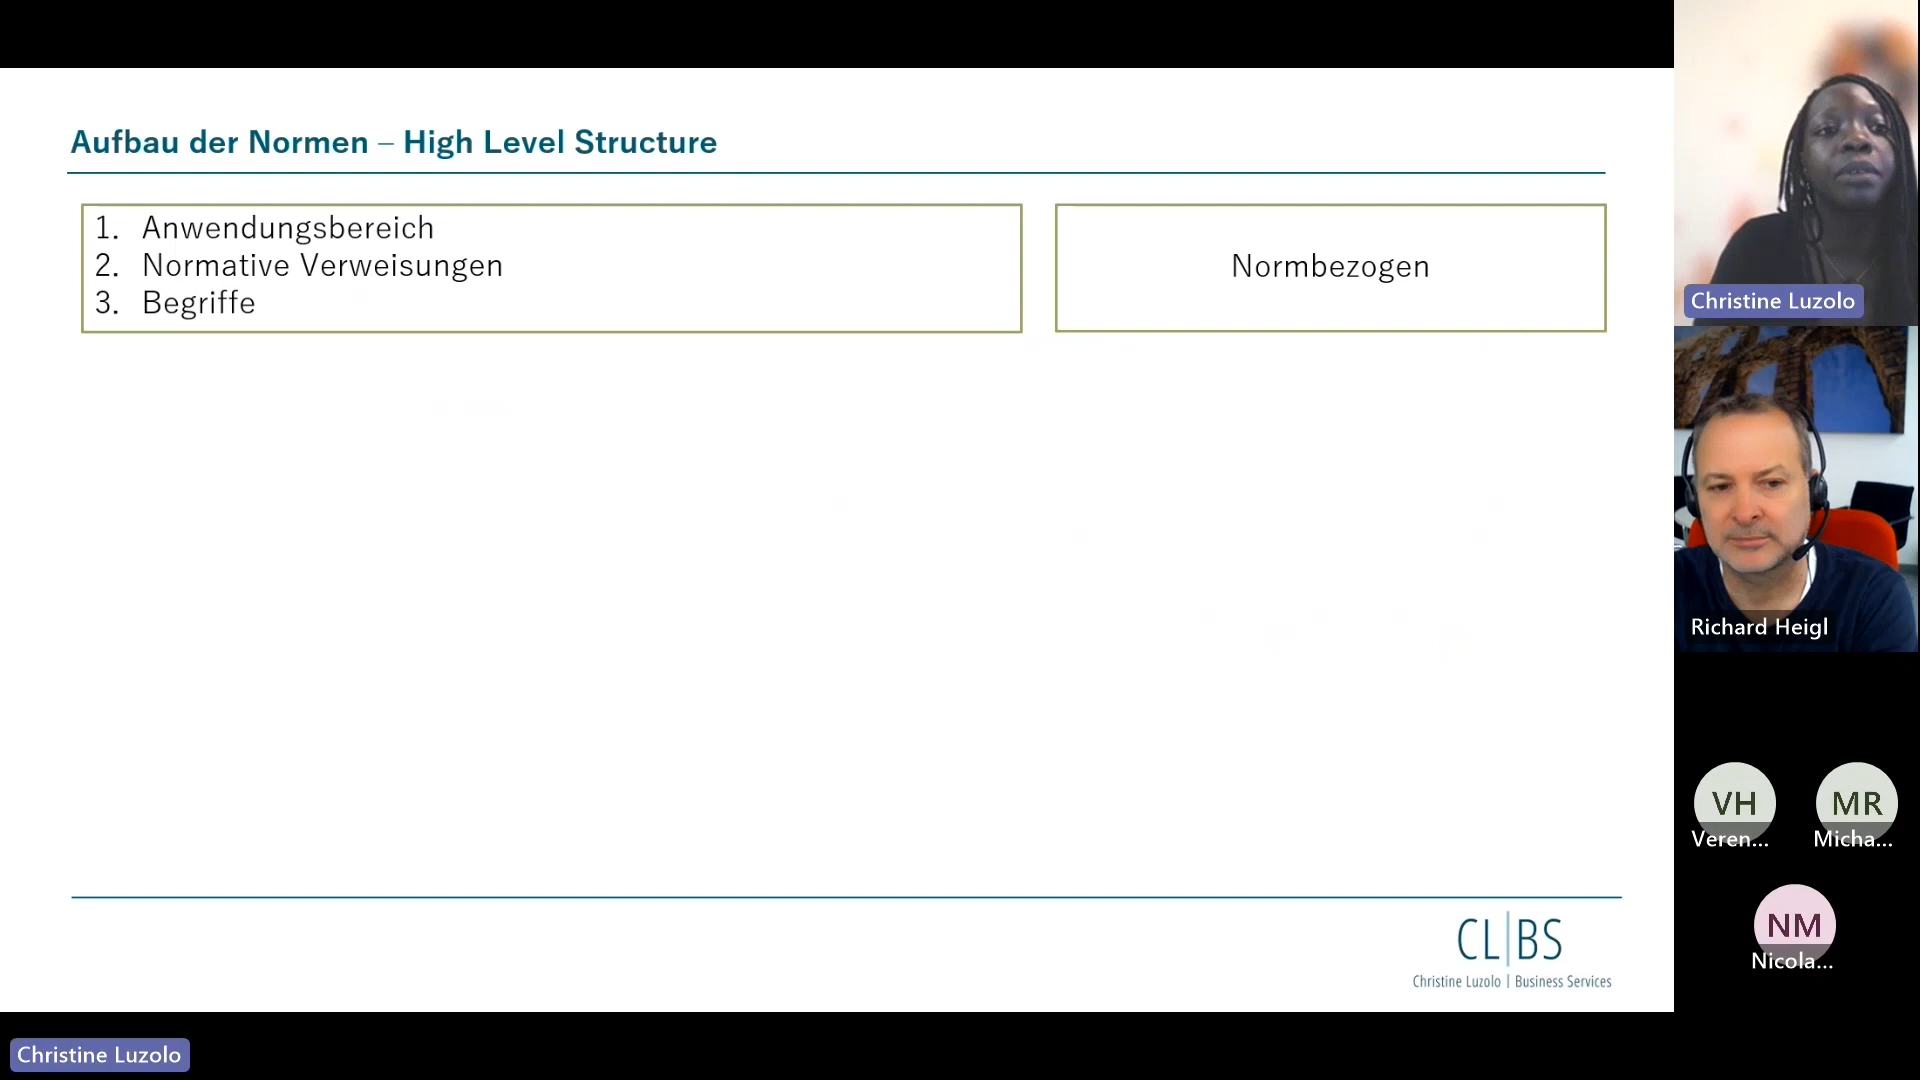 Aufbau der Normen – High Level Structure
1. Anwendungsbereich
2. Normative Verweisungen
3. Begriffe
Normbezogen
CL|BS
Christine Luzolo | Business Services
Christine Luzolo
Richard Heigl
VH
Veren...
MR
Micha...
NM
Nicola...
Christine Luzolo